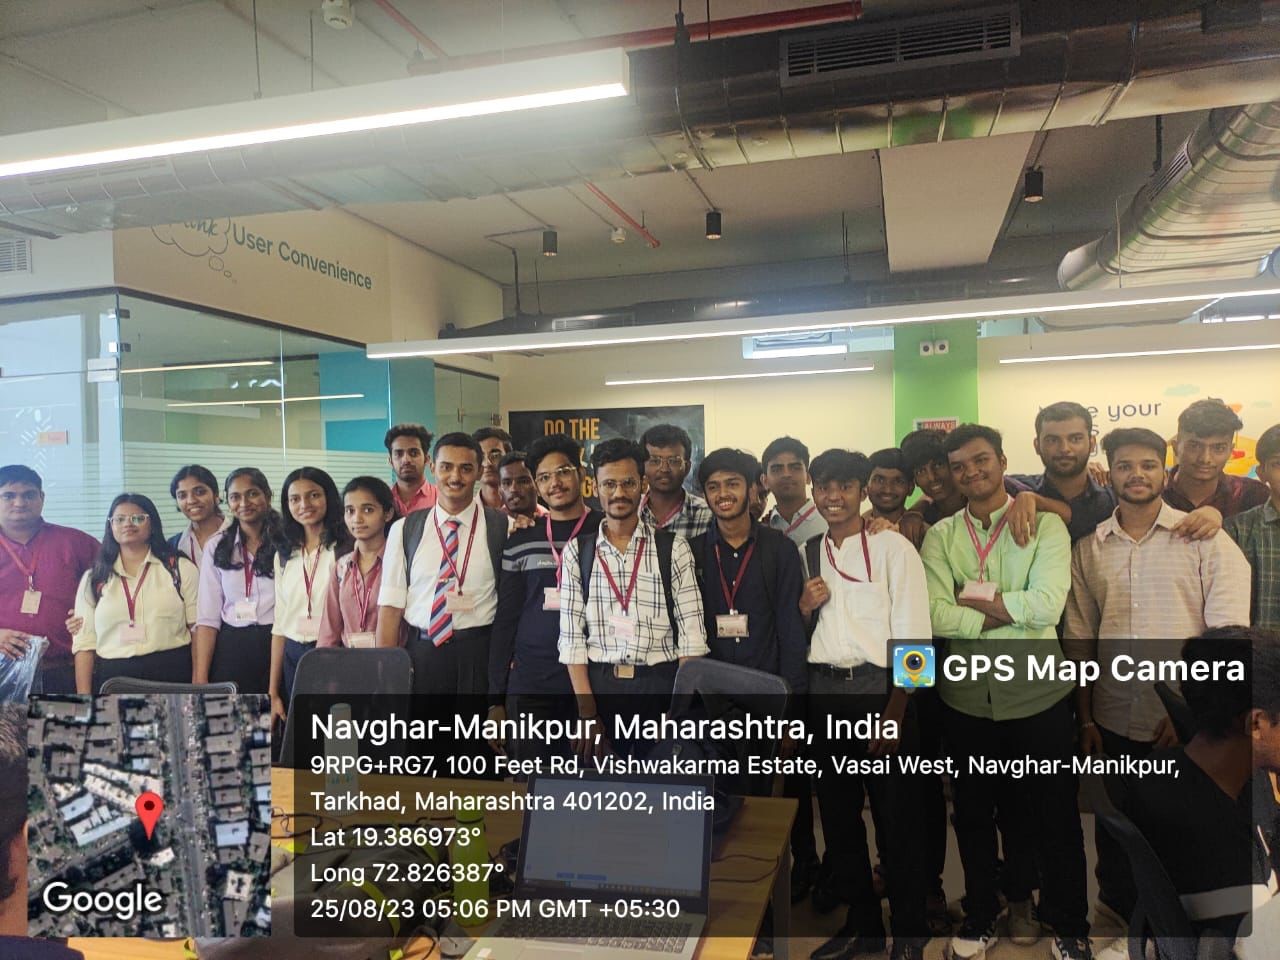 User Convenience
DO THE
e your
ALWAYS
GPS Map Camera
Navghar-Manikpur, Maharashtra, India
9RPG+RG7, 100 Feet Rd, Vishwakarma Estate, Vasai West, Navghar-Manikpur,
Tarkhad, Maharashtra 401202, India
Lat 19.386973°
Long 72.826387°
25/08/23 05:06 PM GMT +05:30
Google